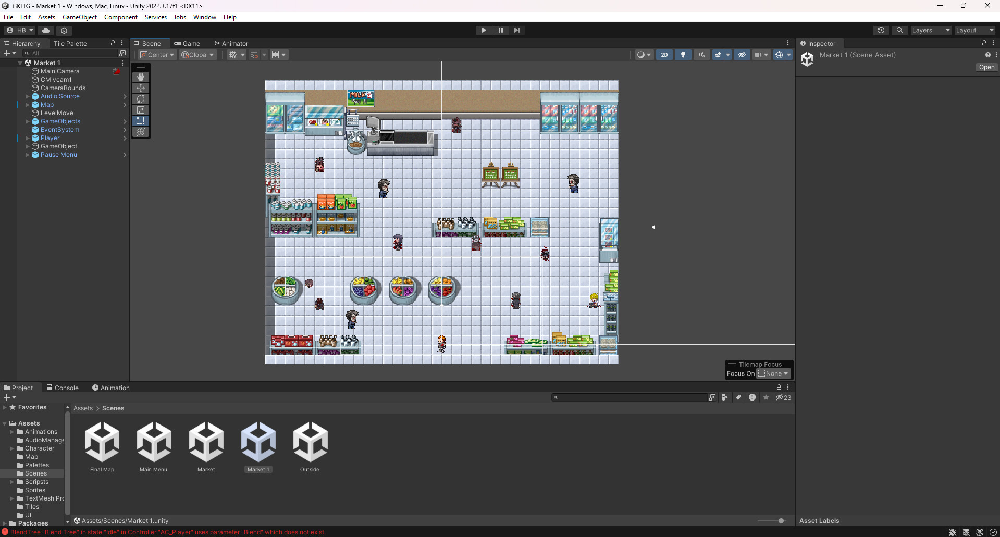 GKLTG - Market 1 - Windows, Mac, Linux - Unity 2022.3.17f1 <DX11>
File Edit Assets GameObject Component Services Jobs Window Help
HB
Layers
Layout
Hierarchy
Tile Palette
Scene
Game
Animator
Inspector
All
Center
Global
2D
Market 1 (Scene Asset)
Open
Market 1
Main Camera
CM vcam1
CameraBounds
Audio Source
Map
LevelMove
GameObjects
EventSystem
Player
GameObject
Pause Menu
MILK
Tilemap Focus
Focus On
None
Project
Console
Animation
23
Favorites
Assets > Scenes
Assets
Animations
AudioManage
Character
Map
Palettes
Scenes
Scripsts
Sprites
TextMesh Pro
Tiles
UI
Packages
Final Map
Main Menu
Market
Market 1
Outside
Assets/Scenes/Market 1.unity
Asset Labels
BlendTree "Blend Tree" in state "Idle" in Controller "AC_Player" uses parameter "Blend" which does not exist.